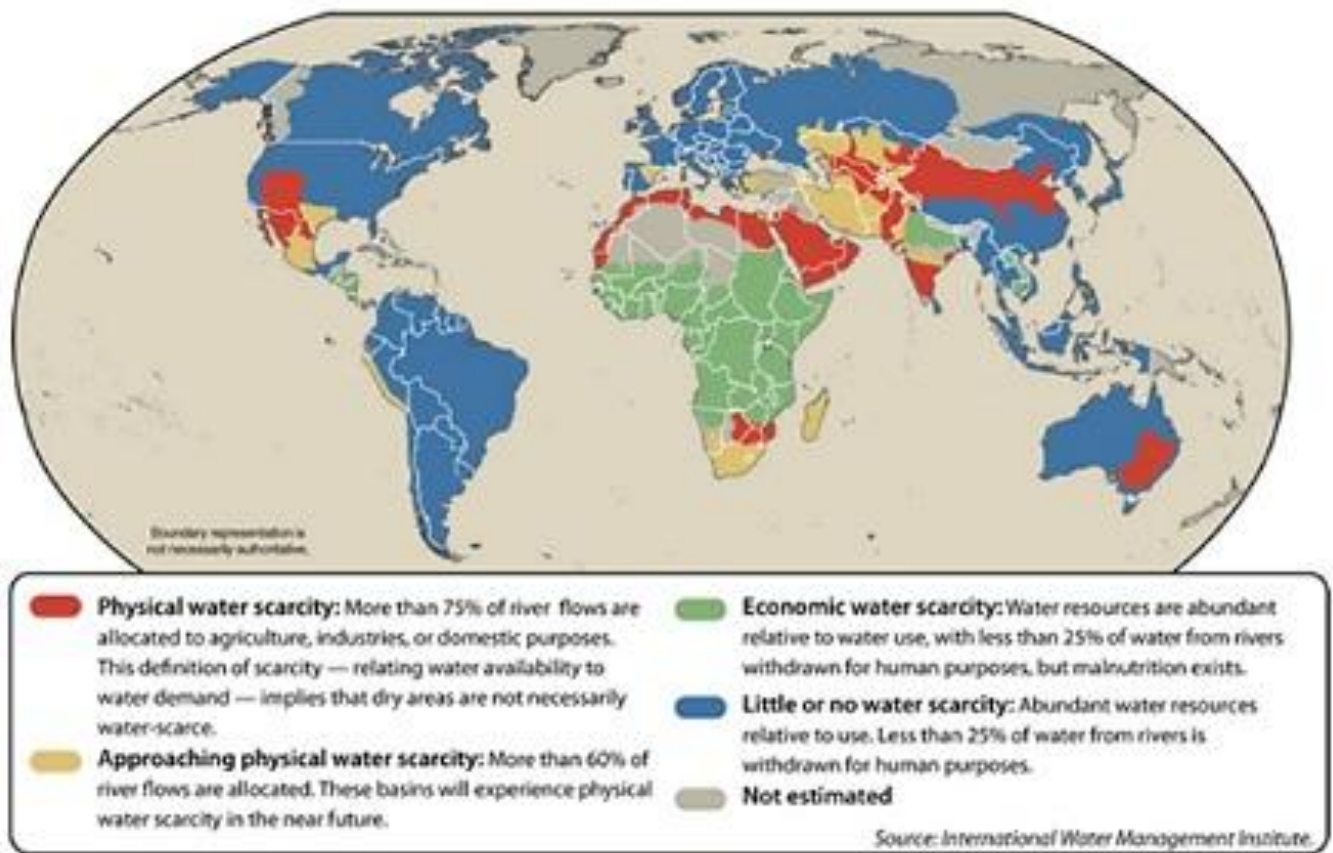 Boundary representation is
not necessarily authoritative.
Physical water scarcity: More than 75% of river flows are
allocated to agriculture, industries, or domestic purposes.
This definition of scarcity — relating water availability to
water demand — implies that dry areas are not necessarily
water-scarce.
Approaching physical water scarcity: More than 60% of
river flows are allocated. These basins will experience physical
water scarcity in the near future.
Economic water scarcity: Water resources are abundant
relative to water use, with less than 25% of water from rivers
withdrawn for human purposes, but malnutrition exists.
Little or no water scarcity: Abundant water resources
relative to use. Less than 25% of water from rivers is
withdrawn for human purposes.
Not estimated
Source: International Water Management Institute.